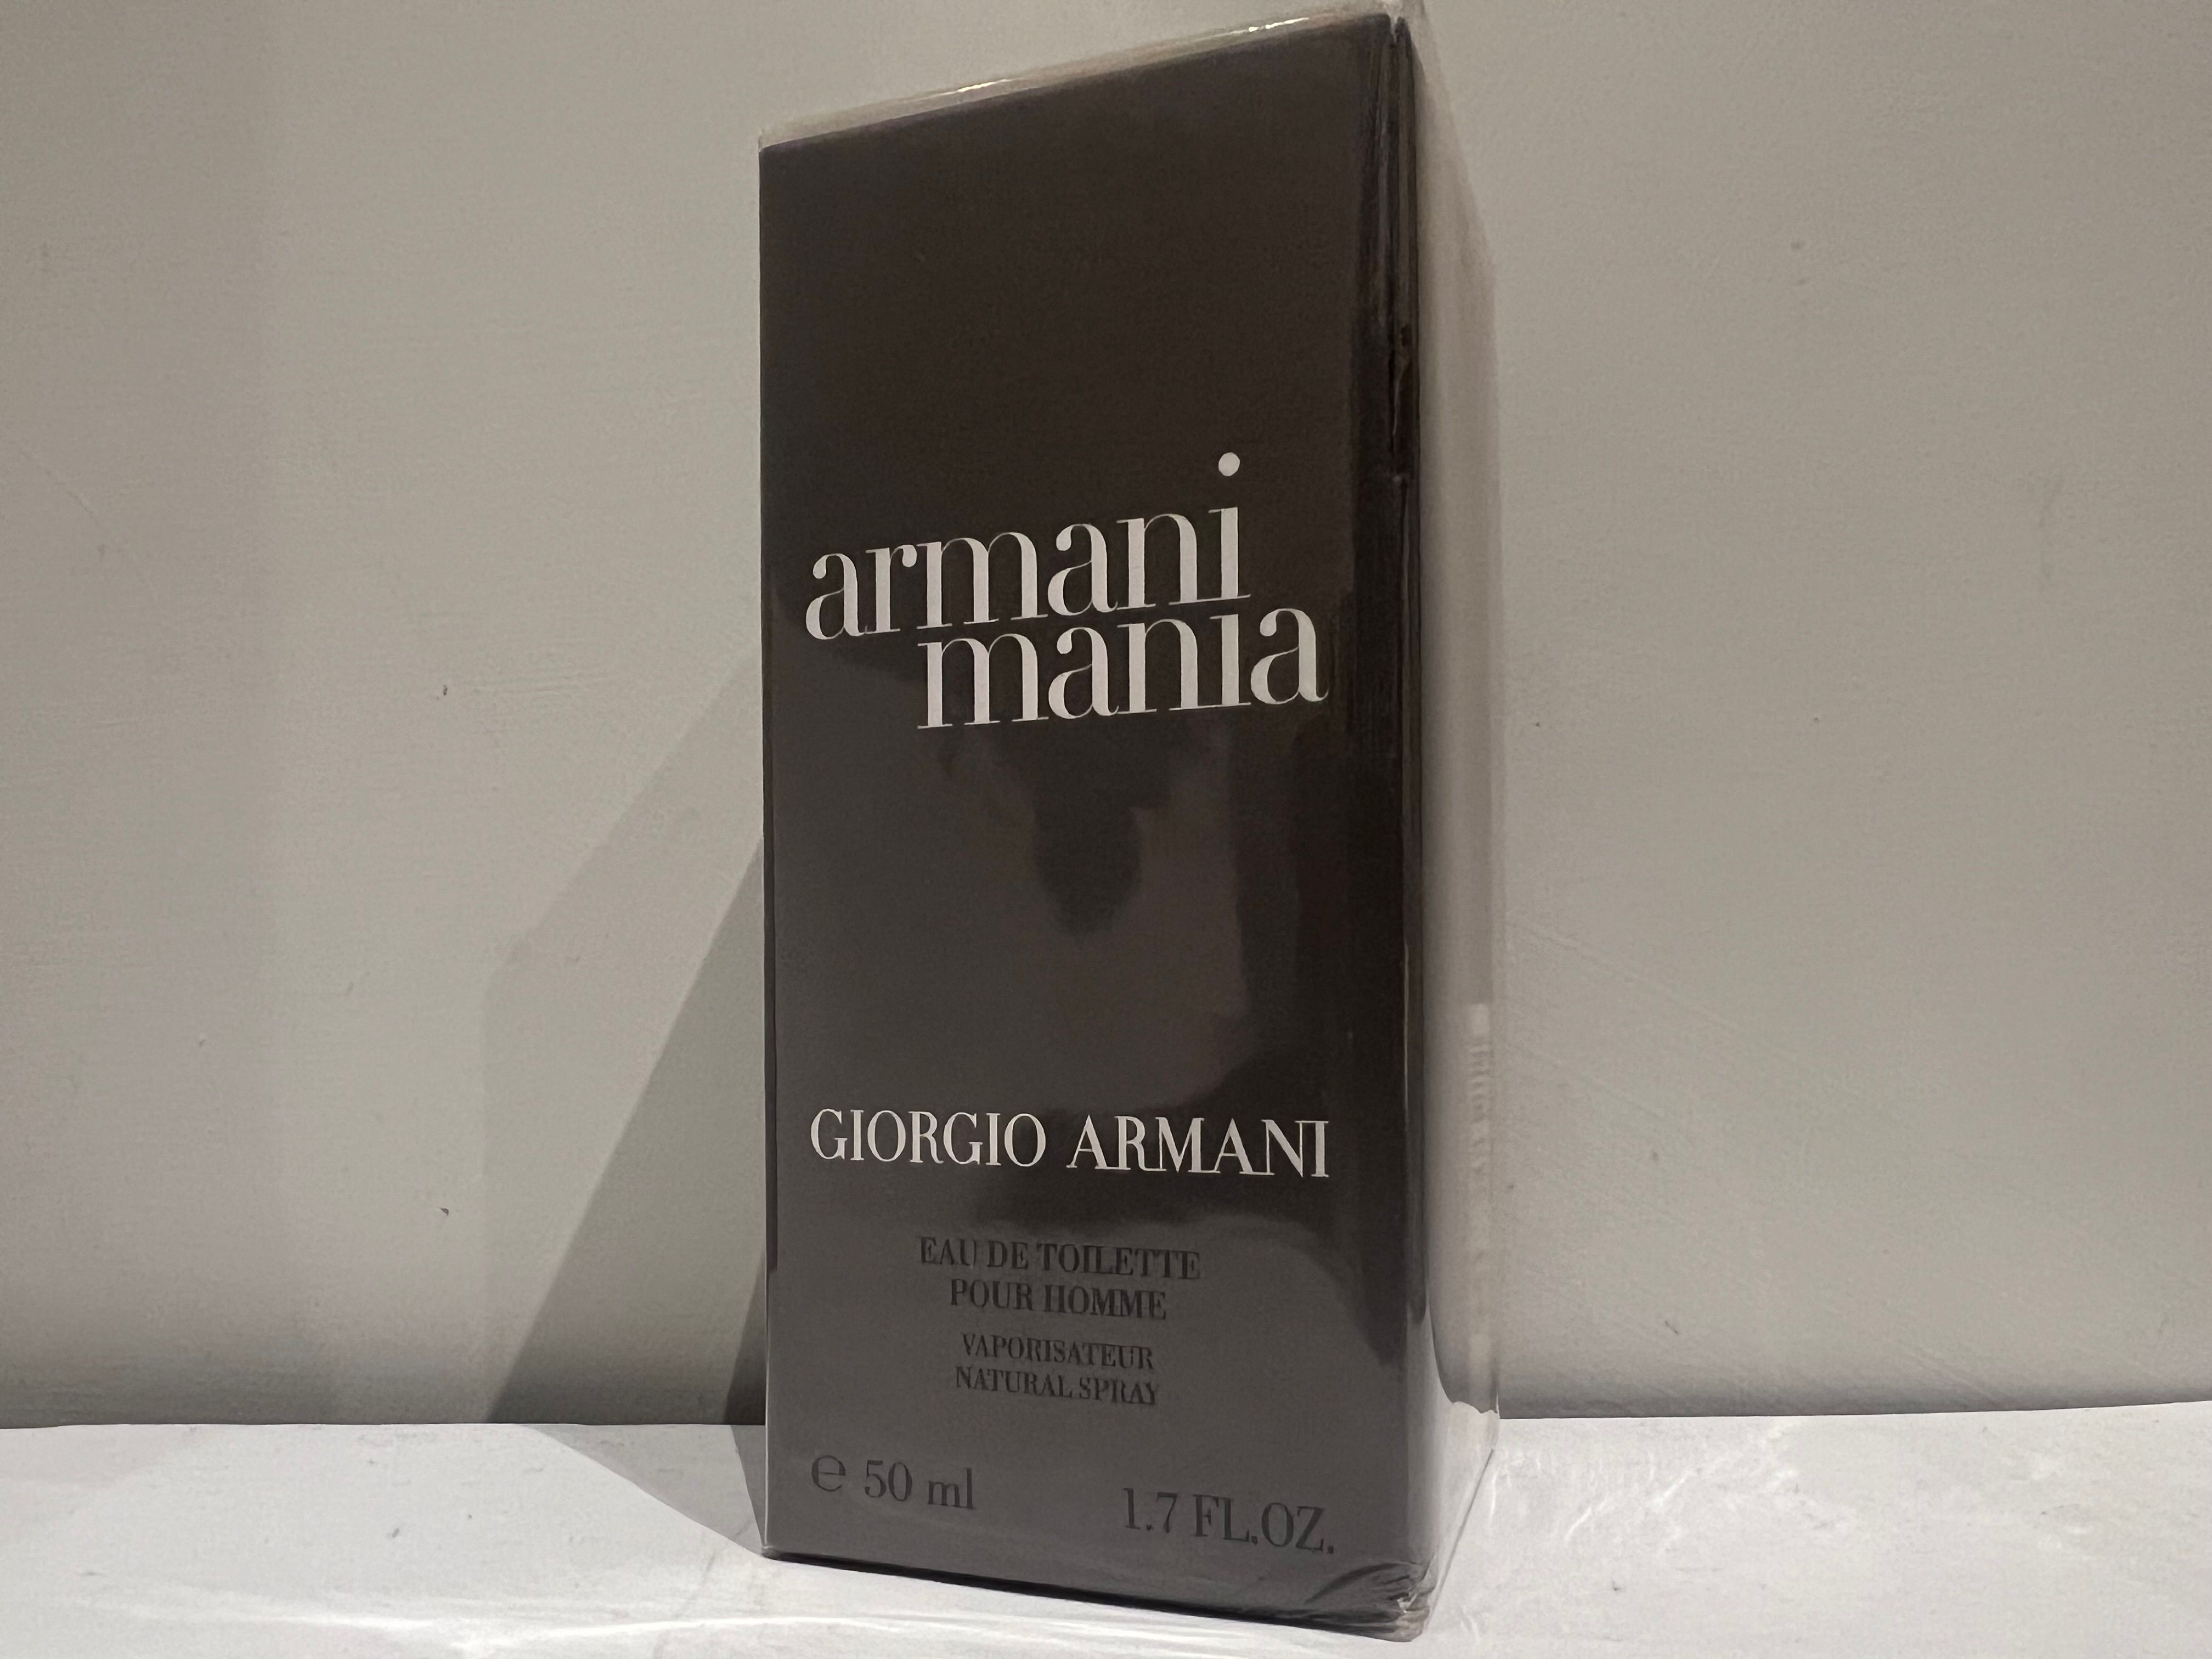 armani
mania
GIORGIO ARMANI
EAU DE TOILETTE
POUR HOMME
VAPORISATEUR
NATURAL SPRAY
℮ 50 ml 1.7 FL.OZ.